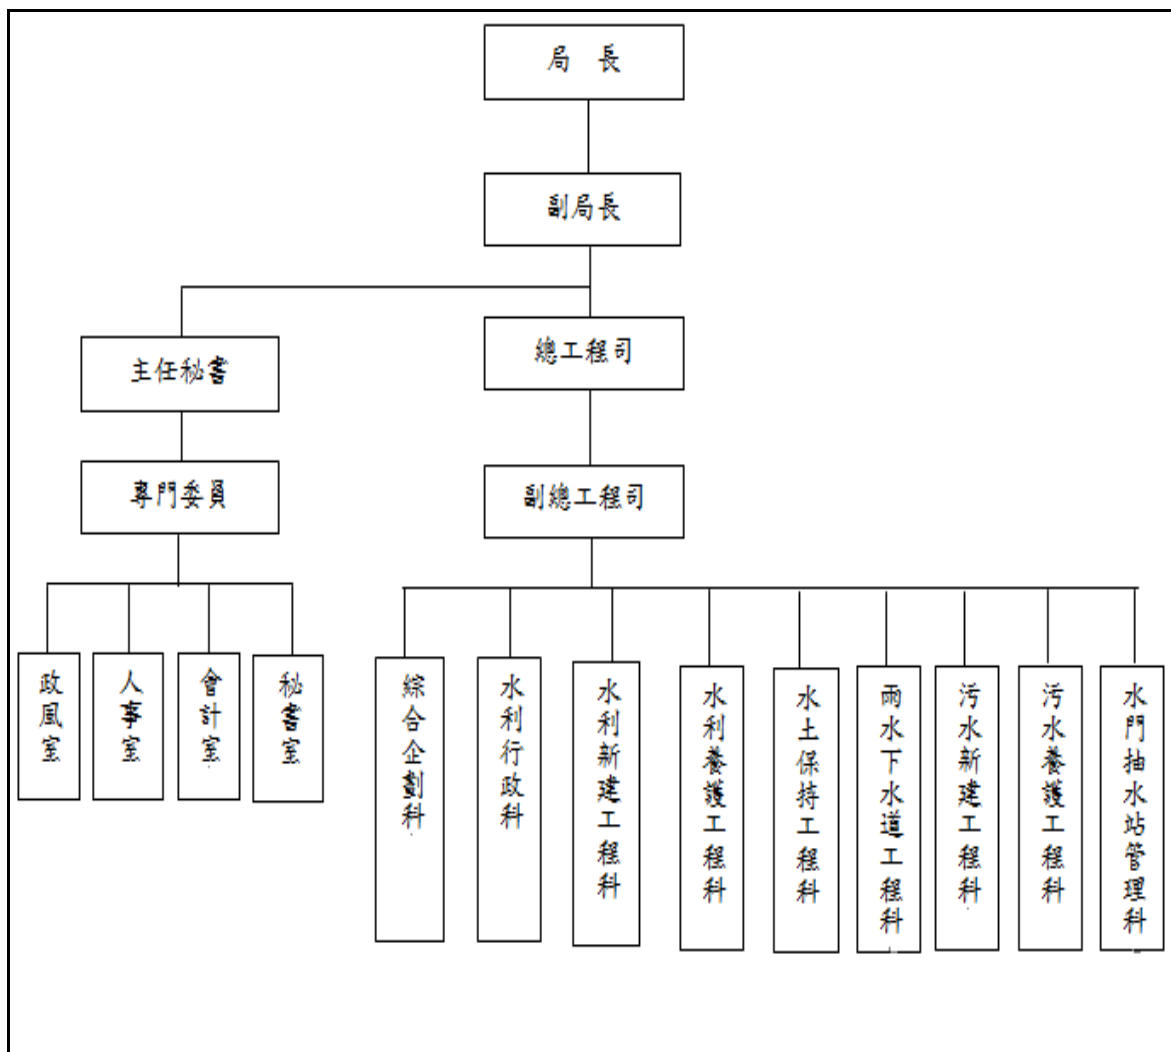 局 長
副局長
主任秘書
總工程司
專門委員
副總工程司
政風室
人事室
會計室
秘書室
綜合企劃科
水利行政科
水利新建工程科
水利養護工程科
水土保持工程科
雨水下水道工程科
污水新建工程科
污水養護工程科
水門抽水站管理科